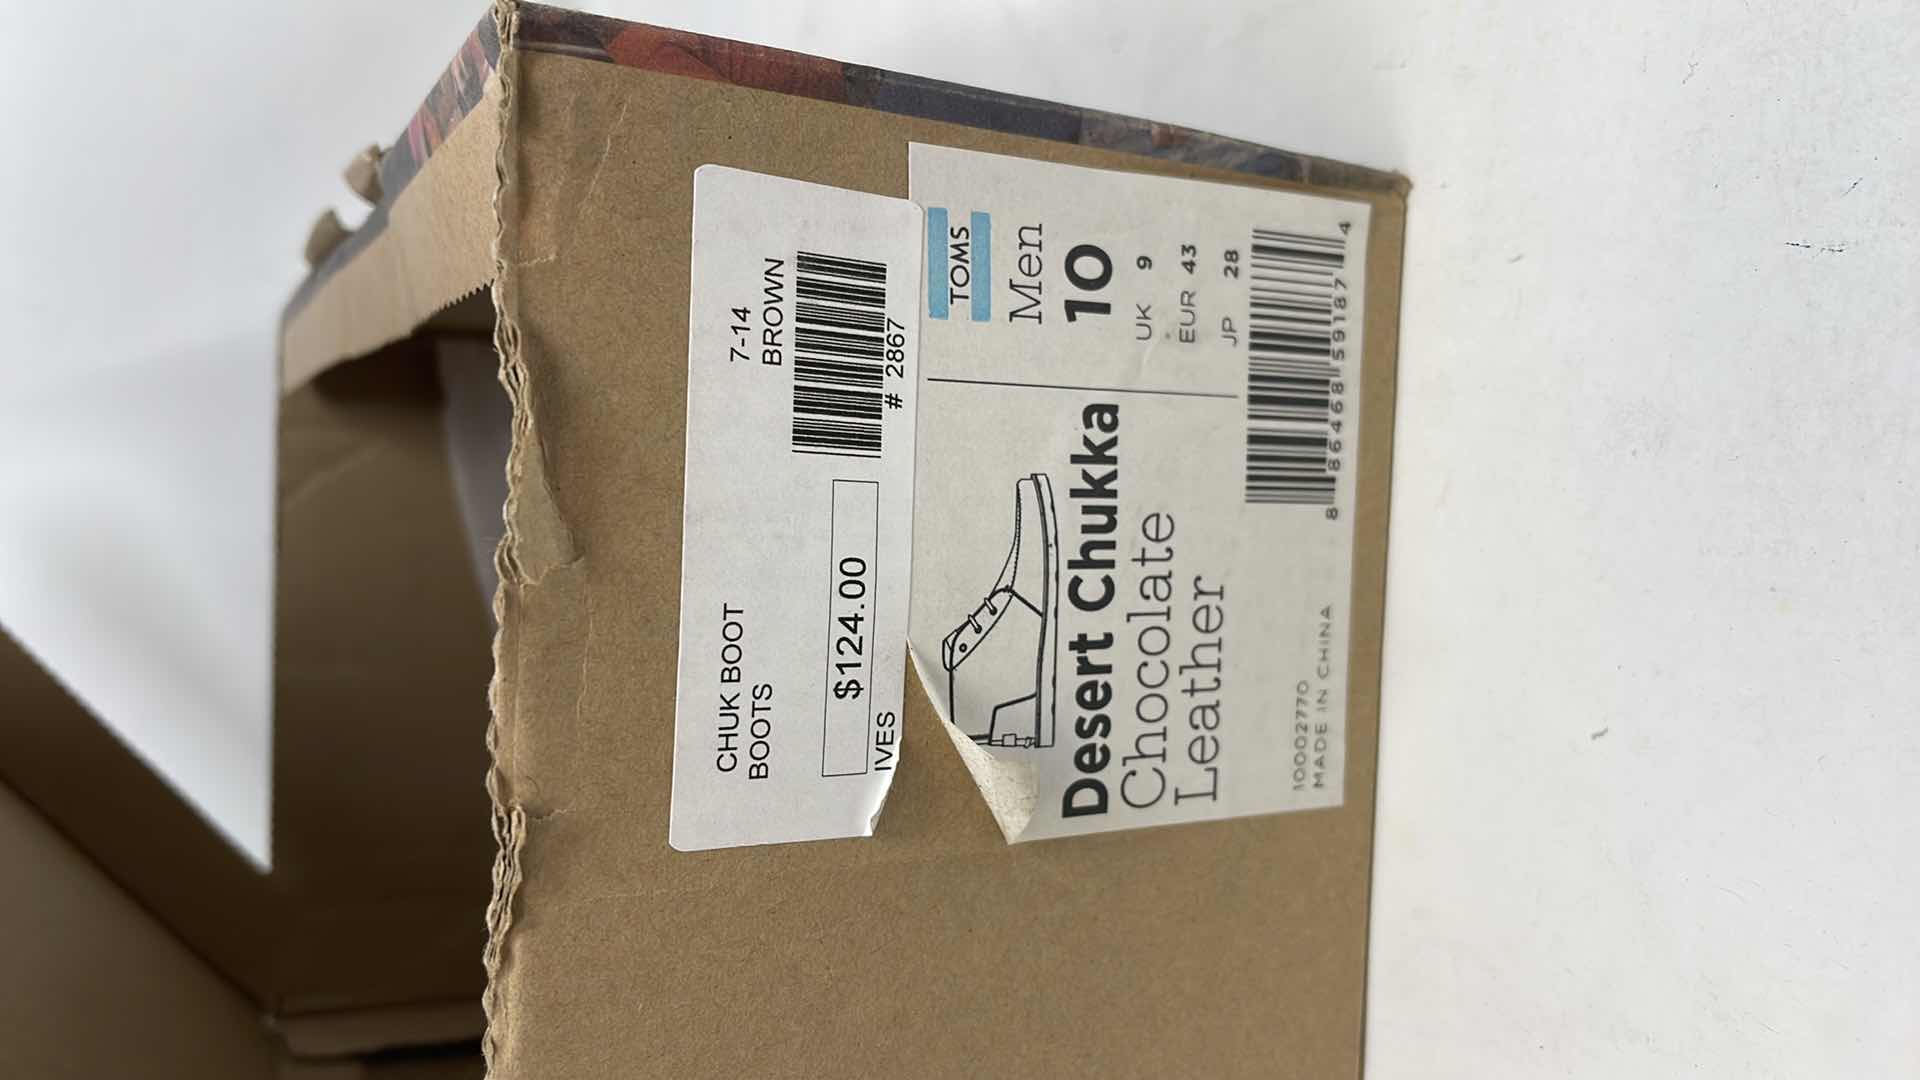 CHUK BOOT
BOOTS
7-14
BROWN
$124.00
IVES
# 2867
TOMS
Men
10
UK 9
EUR 43
JP 28
Desert Chukka
Chocolate
Leather
10002770
MADE IN CHINA
8 86468 59187 4